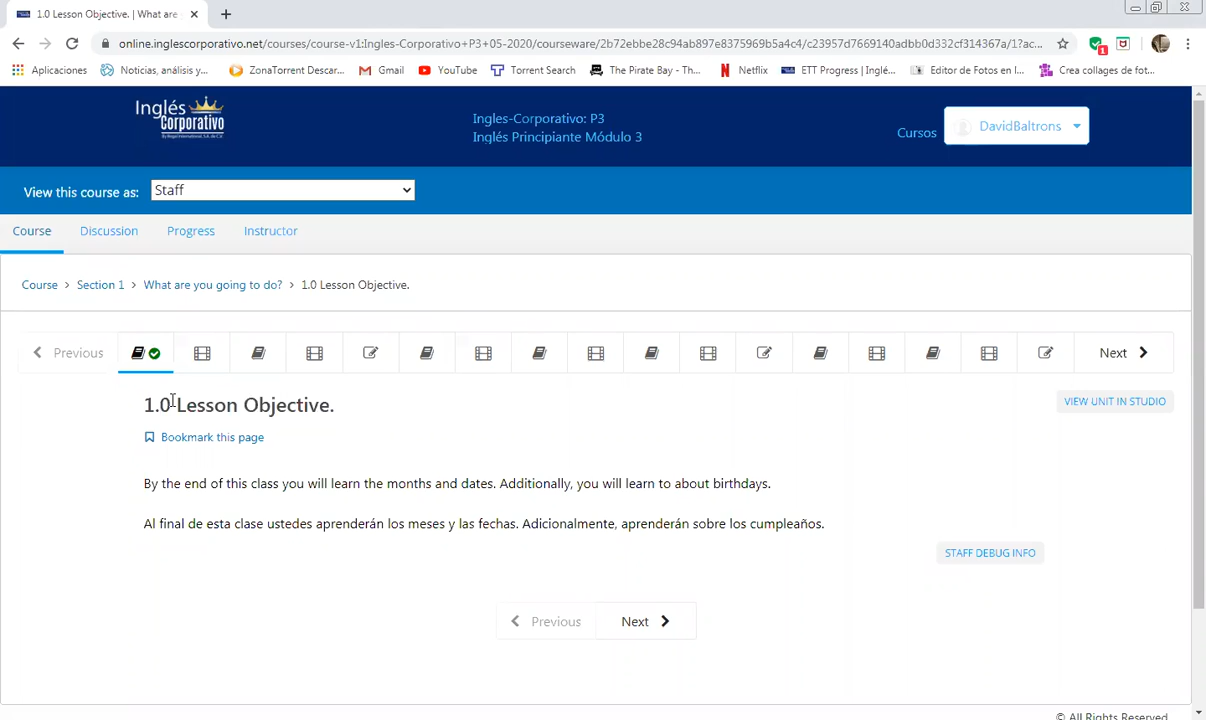 1.0 Lesson Objective. | What are
online.inglescorporativo.net/courses/course-v1:Ingles-Corporativo+P3+05-2020/courseware/2b72ebbe28c94ab897e8375969b5a4c4/c23957d7669140adbb0d332cf314367a/1?ac...
1
Aplicaciones Noticias, análisis y... ZonaTorrent Descar... Gmail YouTube Torrent Search The Pirate Bay - Th... Netflix ETT Progress | Inglé... Editor de Fotos en l... Crea collages de fot...
Inglés
Corporativo
Ingles-Corporativo: P3
Inglés Principiante Módulo 3
Cursos DavidBaltrons
View this course as: Staff
Course Discussion Progress Instructor
Course > Section 1 > What are you going to do? > 1.0 Lesson Objective.
Previous Next
1.0 Lesson Objective.
VIEW UNIT IN STUDIO
Bookmark this page
By the end of this class you will learn the months and dates. Additionally, you will learn to about birthdays.
Al final de esta clase ustedes aprenderán los meses y las fechas. Adicionalmente, aprenderán sobre los cumpleaños.
STAFF DEBUG INFO
Previous Next
© All Rights Reserved